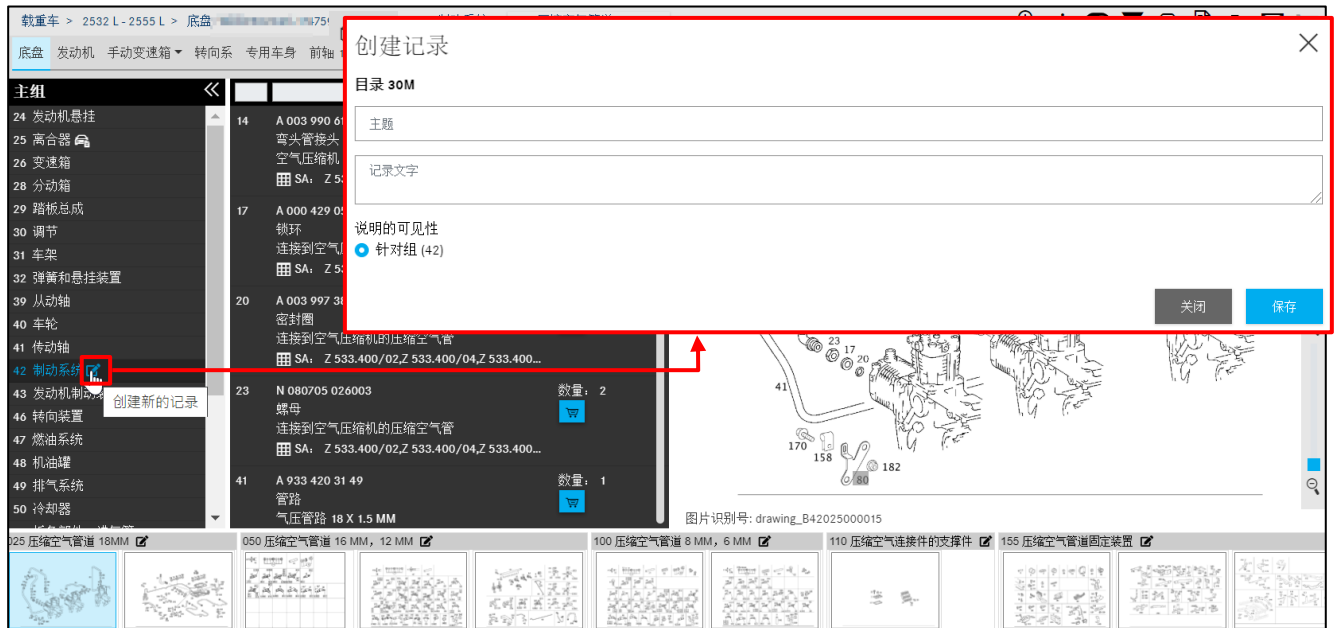 载重车 > 2532 L - 2555 L > 底盘
底盘 发动机 手动变速箱 转向系 专用车身 前轴
主组
24 发动机悬挂
25 离合器
26 变速箱
28 分动箱
29 踏板总成
30 调节
31 车架
32 弹簧和悬挂装置
39 从动轴
40 车轮
41 传动轴
42 制动系统
43 发动机制动
46 转向装置
47 燃油系统
48 机油罐
49 排气系统
50 冷却器
创建新的记录
14 A 003 990 61
弯头管接头
空气压缩机
SA: Z 53
17 A 000 429 05
锁环
连接到空气
SA: Z 53
20 A 003 997 38
密封圈
连接到空气压缩机的压缩空气管
SA: Z 533.400/02,Z 533.400/04,Z 533.400...
23 N 080705 026003 数量: 2
螺母
连接到空气压缩机的压缩空气管
SA: Z 533.400/02,Z 533.400/04,Z 533.400...
41 A 933 420 31 49 数量: 1
管路
气压管路 18 X 1.5 MM
创建记录
目录 30M
主题
记录文字
说明的可见性
针对组 (42)
关闭 保存
23
17
20
41
170
158
182
80
图片识别号: drawing_B42025000015
025 压缩空气管道 18MM
050 压缩空气管道 16 MM，12 MM
100 压缩空气管道 8 MM，6 MM
110 压缩空气连接件的支撑件
155 压缩空气管道固定装置